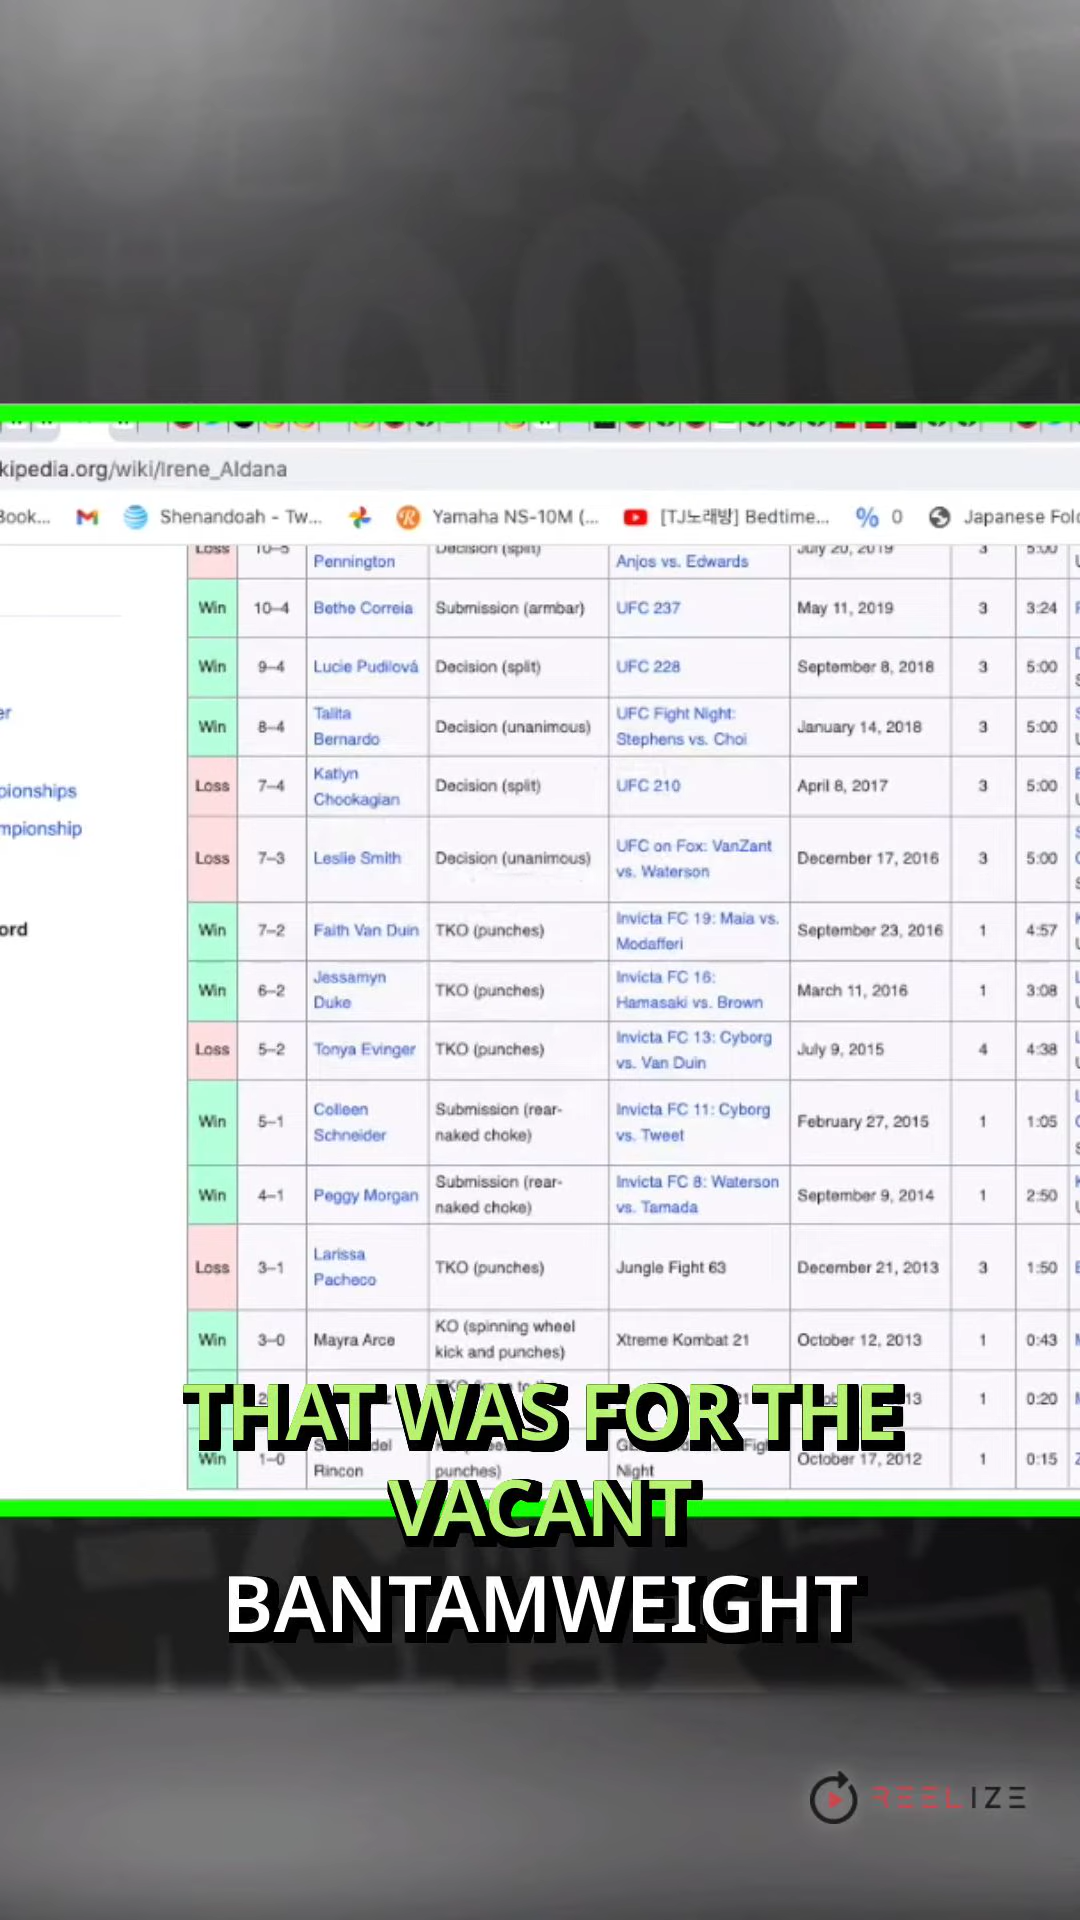 kipedia.org/wiki/Irene_Aldana
Book... Shenandoah - Tw... Yamaha NS-10M (... [TJ노래방] Bedtime... 0 Japanese Fol
Loss 10–5 Pennington Decision (split) Anjos vs. Edwards July 20, 2019 3 5:00
Win 10–4 Bethe Correia Submission (armbar) UFC 237 May 11, 2019 3 3:24
Win 9–4 Lucie Pudilová Decision (split) UFC 228 September 8, 2018 3 5:00
er
Win 8–4 Talita Bernardo Decision (unanimous) UFC Fight Night: Stephens vs. Choi January 14, 2018 3 5:00
pionships
Loss 7–4 Katlyn Chookagian Decision (split) UFC 210 April 8, 2017 3 5:00
mpionship
Loss 7–3 Leslie Smith Decision (unanimous) UFC on Fox: VanZant vs. Waterson December 17, 2016 3 5:00
ord
Win 7–2 Faith Van Duin TKO (punches) Invicta FC 19: Maia vs. Modafferi September 23, 2016 1 4:57
Win 6–2 Jessamyn Duke TKO (punches) Invicta FC 16: Hamasaki vs. Brown March 11, 2016 1 3:08
Loss 5–2 Tonya Evinger TKO (punches) Invicta FC 13: Cyborg vs. Van Duin July 9, 2015 4 4:38
Win 5–1 Colleen Schneider Submission (rear-naked choke) Invicta FC 11: Cyborg vs. Tweet February 27, 2015 1 1:05
Win 4–1 Peggy Morgan Submission (rear-naked choke) Invicta FC 8: Waterson vs. Tamada September 9, 2014 1 2:50
Loss 3–1 Larissa Pacheco TKO (punches) Jungle Fight 63 December 21, 2013 3 1:50
Win 3–0 Mayra Arce KO (spinning wheel kick and punches) Xtreme Kombat 21 October 12, 2013 1 0:43
1 0:20
Win 1–0 Rincon punches) Night October 17, 2012 1 0:15
THAT WAS FOR THE
VACANT
BANTAMWEIGHT
REELIZE